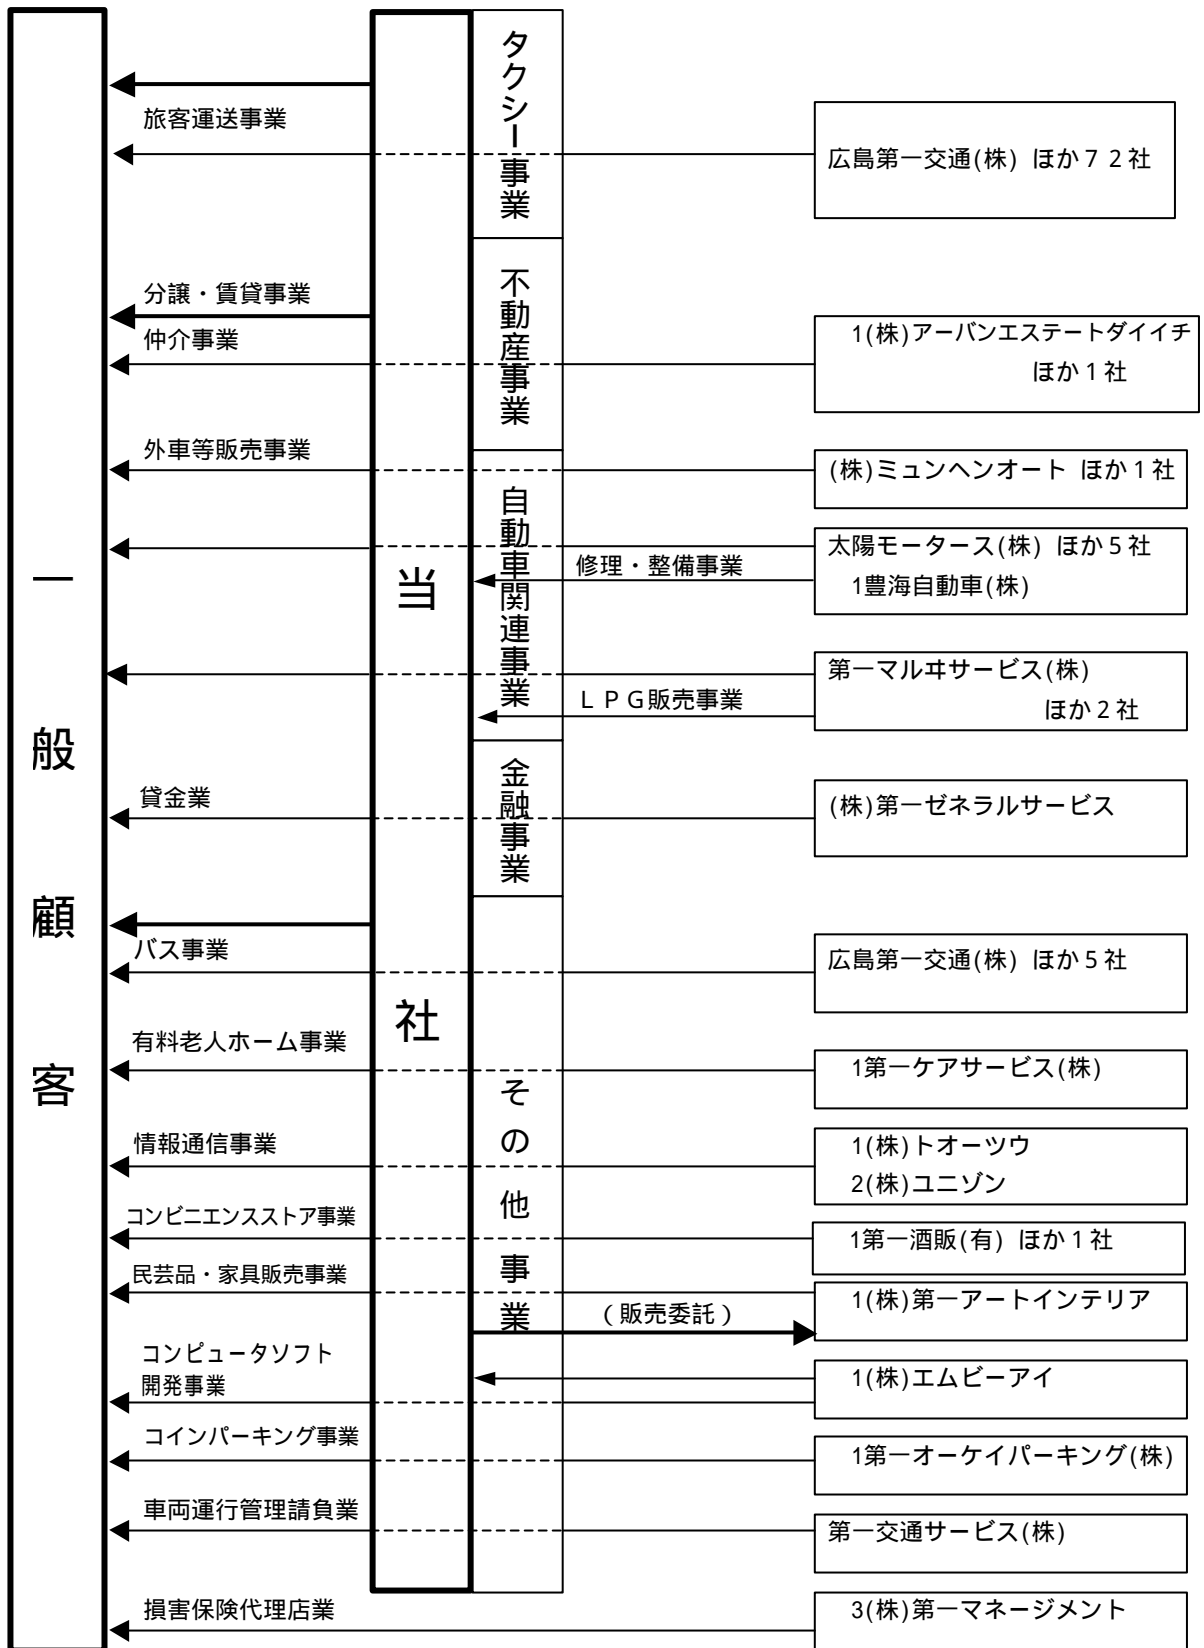 一般顧客
当社
タクシー事業
旅客運送事業
広島第一交通(株) ほか72社
不動産事業
分譲・賃貸事業
仲介事業
1(株)アーバンエステートダイイチ
ほか1社
自動車関連事業
外車等販売事業
(株)ミュンヘンオート ほか1社
修理・整備事業
太陽モータース(株) ほか5社
1豊海自動車(株)
LPG販売事業
第一マルヰサービス(株)
ほか2社
金融事業
貸金業
(株)第一ゼネラルサービス
その他事業
バス事業
広島第一交通(株) ほか5社
有料老人ホーム事業
1第一ケアサービス(株)
情報通信事業
1(株)トオーツウ
2(株)ユニゾン
コンビニエンスストア事業
1第一酒販(有) ほか1社
民芸品・家具販売事業
(販売委託)
1(株)第一アートインテリア
コンピュータソフト
開発事業
1(株)エムビーアイ
コインパーキング事業
1第一オーケイパーキング(株)
車両運行管理請負業
第一交通サービス(株)
損害保険代理店業
3(株)第一マネージメント